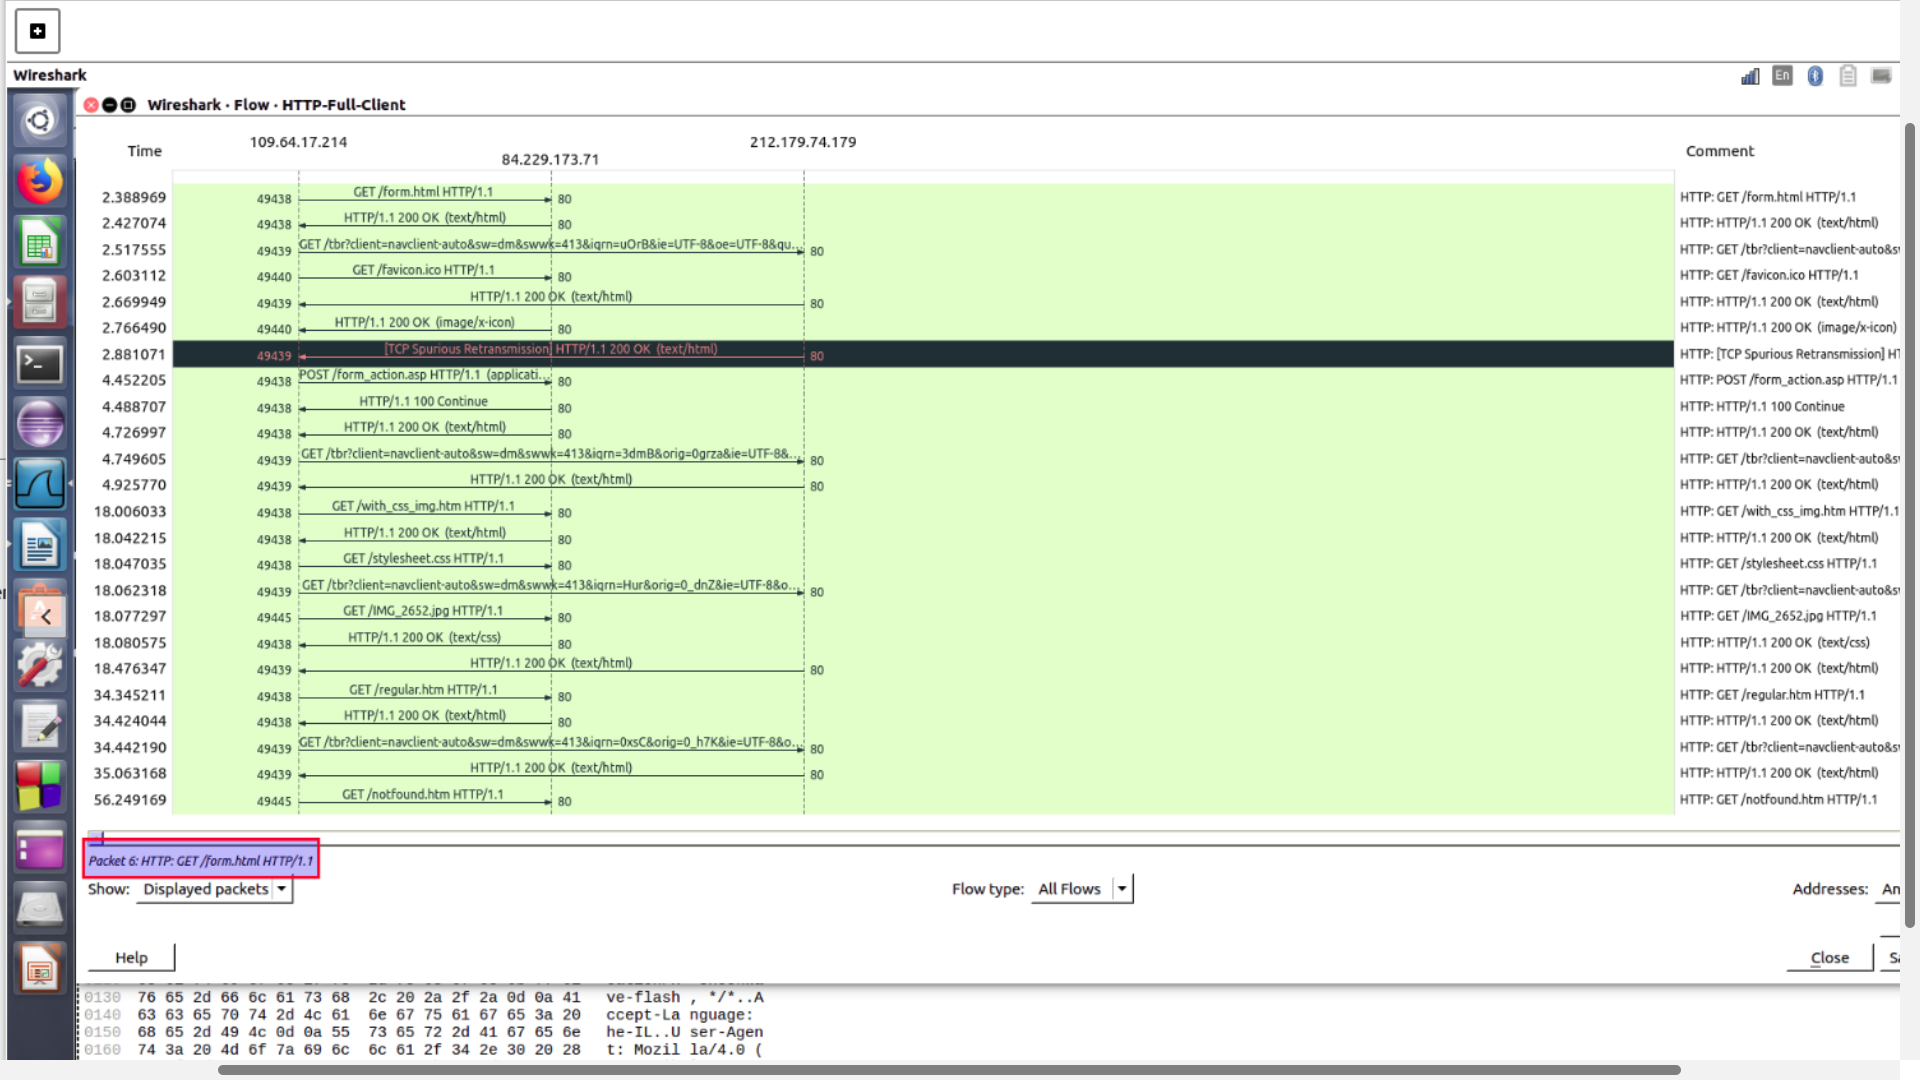 Wireshark
En
Wireshark · Flow · HTTP-Full-Client
Time 109.64.17.214 84.229.173.71 212.179.74.179 Comment
2.388969 49438 GET /form.html HTTP/1.1 80 HTTP: GET /form.html HTTP/1.1
2.427074 49438 HTTP/1.1 200 OK (text/html) 80 HTTP: HTTP/1.1 200 OK (text/html)
2.517555 49439 GET /tbr?client=navclient-auto&sw=dm&swwk=413&iqrn=uOrB&ie=UTF-8&oe=UTF-8&qu... 80 HTTP: GET /tbr?client=navclient-auto&s
2.603112 49440 GET /favicon.ico HTTP/1.1 80 HTTP: GET /favicon.ico HTTP/1.1
2.669949 49439 HTTP/1.1 200 OK (text/html) 80 HTTP: HTTP/1.1 200 OK (text/html)
2.766490 49440 HTTP/1.1 200 OK (image/x-icon) 80 HTTP: HTTP/1.1 200 OK (image/x-icon)
2.881071 49439 [TCP Spurious Retransmission] HTTP/1.1 200 OK (text/html) 80 HTTP: [TCP Spurious Retransmission] HT
4.452205 49438 POST /form_action.asp HTTP/1.1 (applicati... 80 HTTP: POST /form_action.asp HTTP/1.1
4.488707 49438 HTTP/1.1 100 Continue 80 HTTP: HTTP/1.1 100 Continue
4.726997 49438 HTTP/1.1 200 OK (text/html) 80 HTTP: HTTP/1.1 200 OK (text/html)
4.749605 49439 GET /tbr?client=navclient-auto&sw=dm&swwk=413&iqrn=3dmB&orig=0grza&ie=UTF-8&... 80 HTTP: GET /tbr?client=navclient-auto&s
4.925770 49439 HTTP/1.1 200 OK (text/html) 80 HTTP: HTTP/1.1 200 OK (text/html)
18.006033 49438 GET /with_css_img.htm HTTP/1.1 80 HTTP: GET /with_css_img.htm HTTP/1.1
18.042215 49438 HTTP/1.1 200 OK (text/html) 80 HTTP: HTTP/1.1 200 OK (text/html)
18.047035 49438 GET /stylesheet.css HTTP/1.1 80 HTTP: GET /stylesheet.css HTTP/1.1
18.062318 49439 GET /tbr?client=navclient-auto&sw=dm&swwk=413&iqrn=Hur&orig=0_dnZ&ie=UTF-8&o... 80 HTTP: GET /tbr?client=navclient-auto&s
18.077297 49445 GET /IMG_2652.jpg HTTP/1.1 80 HTTP: GET /IMG_2652.jpg HTTP/1.1
18.080575 49438 HTTP/1.1 200 OK (text/css) 80 HTTP: HTTP/1.1 200 OK (text/css)
18.476347 49439 HTTP/1.1 200 OK (text/html) 80 HTTP: HTTP/1.1 200 OK (text/html)
34.345211 49438 GET /regular.htm HTTP/1.1 80 HTTP: GET /regular.htm HTTP/1.1
34.424044 49438 HTTP/1.1 200 OK (text/html) 80 HTTP: HTTP/1.1 200 OK (text/html)
34.442190 49439 GET /tbr?client=navclient-auto&sw=dm&swwk=413&iqrn=0xsC&orig=0_h7K&ie=UTF-8&o... 80 HTTP: GET /tbr?client=navclient-auto&s
35.063168 49439 HTTP/1.1 200 OK (text/html) 80 HTTP: HTTP/1.1 200 OK (text/html)
56.249169 49445 GET /notfound.htm HTTP/1.1 80 HTTP: GET /notfound.htm HTTP/1.1
Packet 6: HTTP: GET /form.html HTTP/1.1
Show: Displayed packets Flow type: All Flows Addresses: An
Help Close Sa
0130 76 65 2d 66 6c 61 73 68 2c 20 2a 2f 2a 0d 0a 41 ve-flash , */*..A
0140 63 63 65 70 74 2d 4c 61 6e 67 75 61 67 65 3a 20 ccept-La nguage:
0150 68 65 2d 49 4c 0d 0a 55 73 65 72 2d 41 67 65 6e he-IL..U ser-Agen
0160 74 3a 20 4d 6f 7a 69 6c 6c 61 2f 34 2e 30 20 28 t: Mozil la/4.0 (